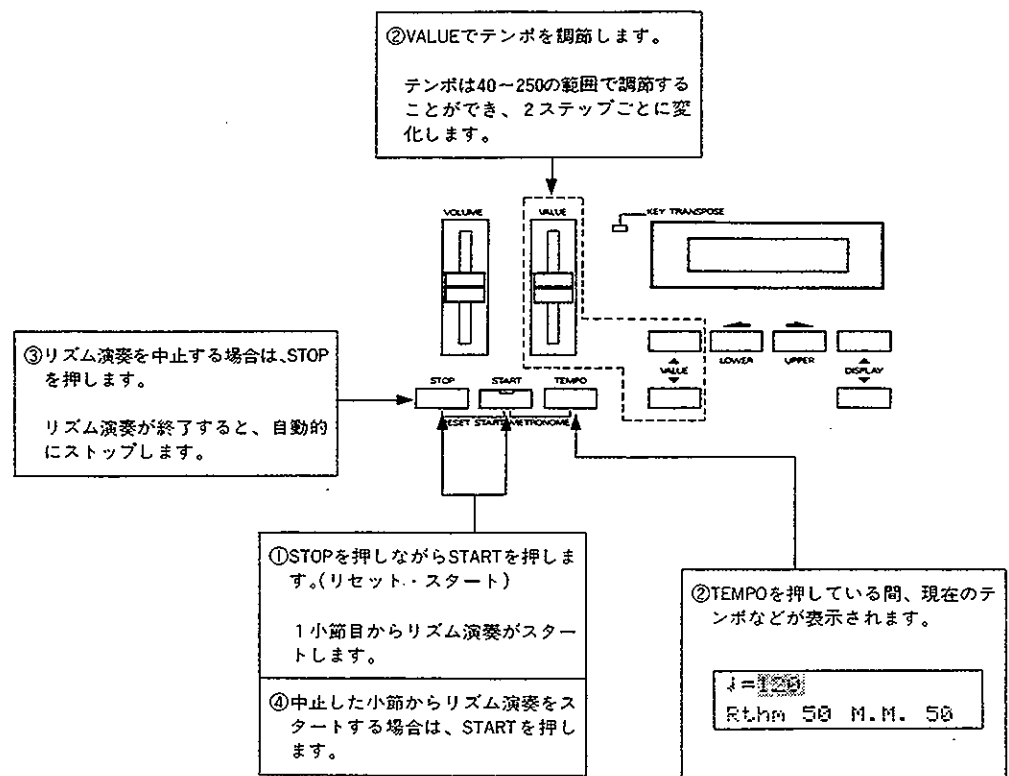 ②VALUEでテンポを調節します。
テンポは40~250の範囲で調節する
ことができ、2ステップごとに変
化します。
VOLUME
VALUE
KEY TRANSPOSE
③リズム演奏を中止する場合は、STOP
を押します。
リズム演奏が終了すると、自動的
にストップします。
STOP
START
TEMPO
RESET START
METRONOME
VALUE
LOWER
UPPER
DISPLAY
①STOPを押しながらSTARTを押しま
す。(リセット・スタート)
1小節目からリズム演奏がスター
トします。
④中止した小節からリズム演奏をス
タートする場合は、STARTを押し
ます。
②TEMPOを押している間、現在のテ
ンポなどが表示されます。
♩=120
Rthm 50 M.M. 50